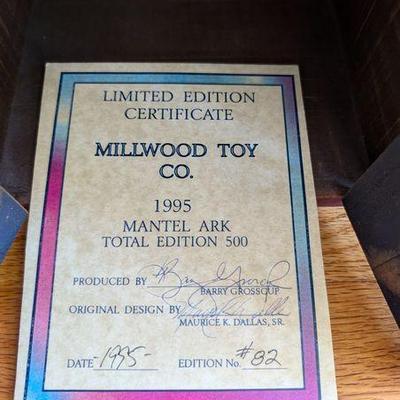 LIMITED EDITION
CERTIFICATE
MILLWOOD TOY
CO.
1995
MANTEL ARK
TOTAL EDITION 500
PRODUCED BY
BARRY GROSSCUP
ORIGINAL DESIGN BY
MAURICE K. DALLAS, SR.
DATE -1995- EDITION No. #82